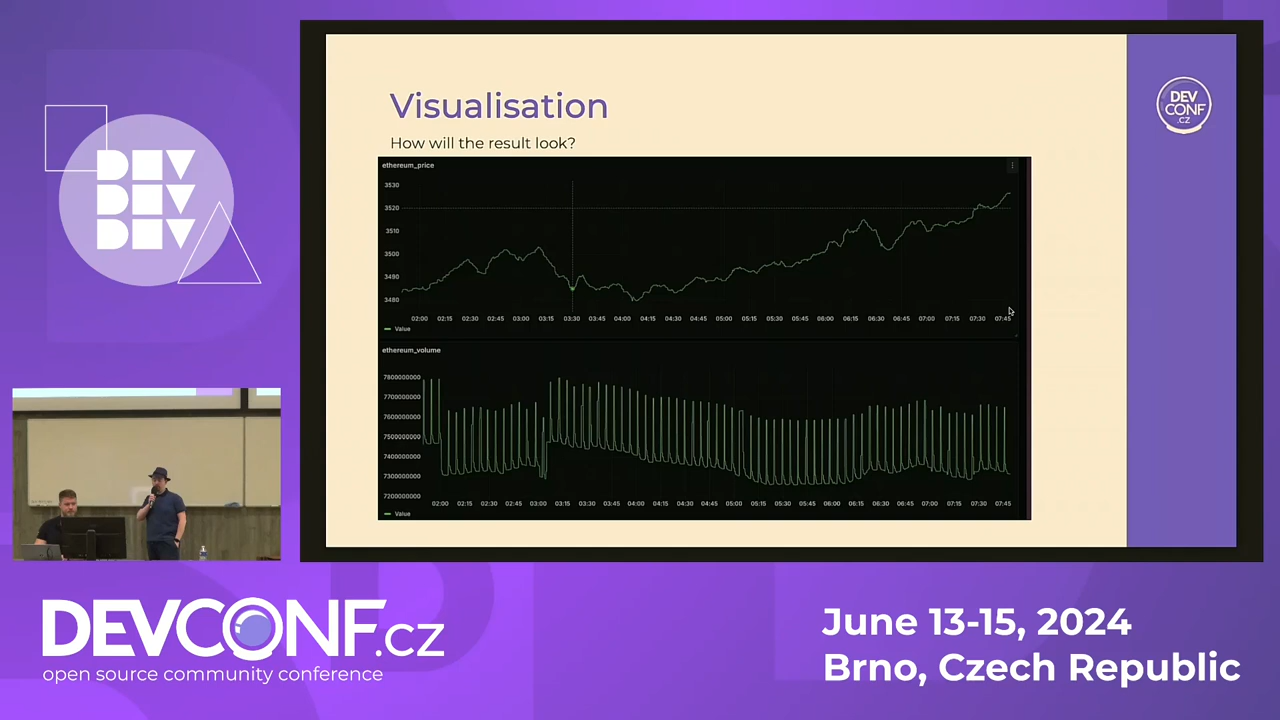 DEV
DEV
DEV
Visualisation
How will the result look?
DEV
CONF
.CZ
ethereum_price
3530
3520
3510
3500
3490
3480
02:00 02:15 02:30 02:45 03:00 03:15 03:30 03:45 04:00 04:15 04:30 04:45 05:00 05:15 05:30 05:45 06:00 06:15 06:30 06:45 07:00 07:15 07:30 07:45
Value
ethereum_volume
7800000000
7700000000
7600000000
7500000000
7400000000
7300000000
7200000000
02:00 02:15 02:30 02:45 03:00 03:15 03:30 03:45 04:00 04:15 04:30 04:45 05:00 05:15 05:30 05:45 06:00 06:15 06:30 06:45 07:00 07:15 07:30 07:45
Value
DEVCONF.cz
open source community conference
June 13-15, 2024
Brno, Czech Republic